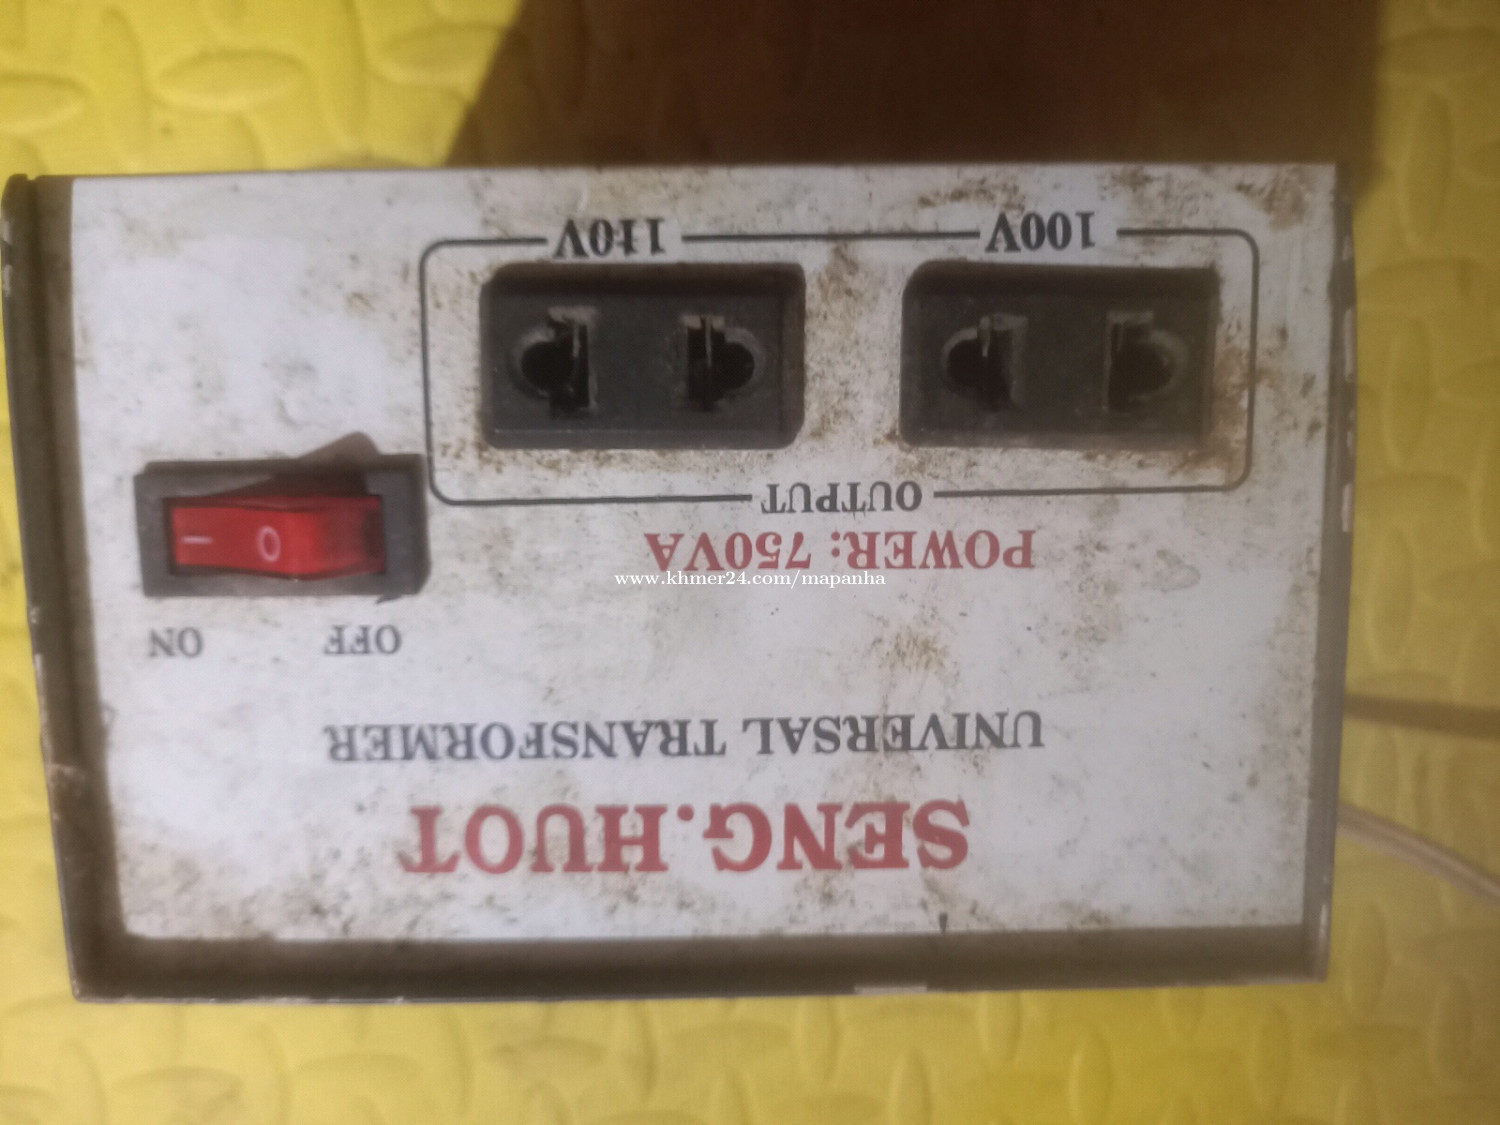 SENG.HUOT
UNIVERSAL TRANSFORMER
OFF ON
POWER: 750VA
OUTPUT
100V 110V
www.khmer24.com/mapanha